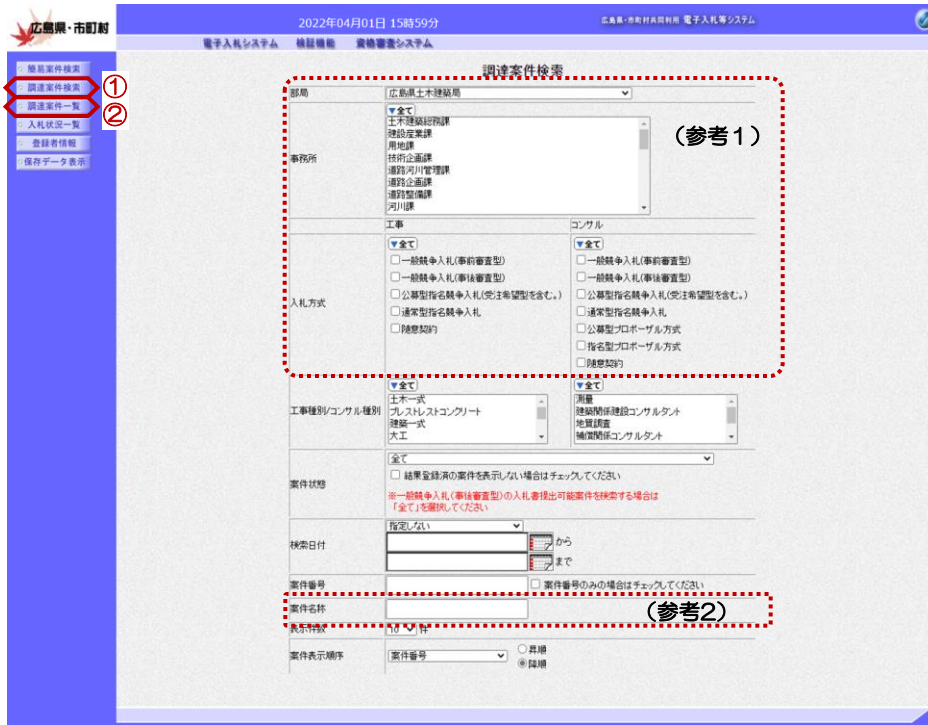 広島県・市町村
2022年04月01日 15時59分
広島県・市町村共同利用 電子入札等システム
電子入札システム 検証機能 資格審査システム
簡易案件検索
調達案件検索
①
調達案件一覧
②
入札状況一覧
登録者情報
保存データ表示
調達案件検索
部局 広島県土木建築局
事務所
▼全て
土木建築総務課
建設産業課
用地課
技術企画課
道路河川管理課
道路企画課
道路整備課
河川課
(参考1)
工事 コンサル
入札方式
▼全て ▼全て
一般競争入札(事前審査型) 一般競争入札(事前審査型)
一般競争入札(事後審査型) 一般競争入札(事後審査型)
公募型指名競争入札(受注希望型を含む。) 公募型指名競争入札(受注希望型を含む。)
通常型指名競争入札 通常型指名競争入札
随意契約 公募型プロポーザル方式
指名型プロポーザル方式
随意契約
工事種別/コンサル種別
▼全て ▼全て
土木一式 測量
プレストレストコンクリート 建築関係建設コンサルタント
建築一式 地質調査
大工 補償関係コンサルタント
案件状態
全て
結果登録済の案件を表示しない場合はチェックしてください
※一般競争入札(事後審査型)の入札書提出可能案件を検索する場合は
「全て」を選択してください
検索日付
指定しない
から
まで
案件番号 案件番号のみの場合はチェックしてください
案件名称 (参考2)
表示件数 10 件
案件表示順序 案件番号 昇順
降順